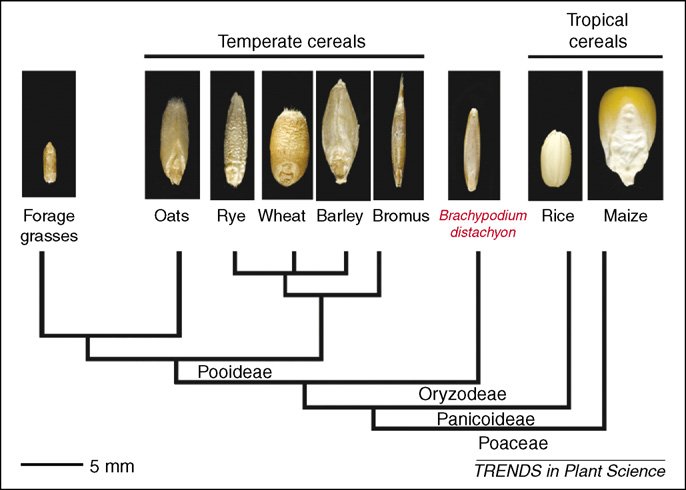 Temperate cereals
Tropical
cereals
Forage
grasses
Oats
Rye
Wheat
Barley
Bromus
Brachypodium
distachyon
Rice
Maize
Pooideae
Oryzodeae
Panicoideae
Poaceae
5 mm
TRENDS in Plant Science